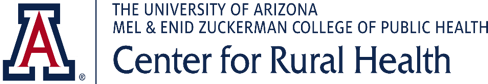 THE UNIVERSITY OF ARIZONA
MEL & ENID ZUCKERMAN COLLEGE OF PUBLIC HEALTH
Center for Rural Health
A®